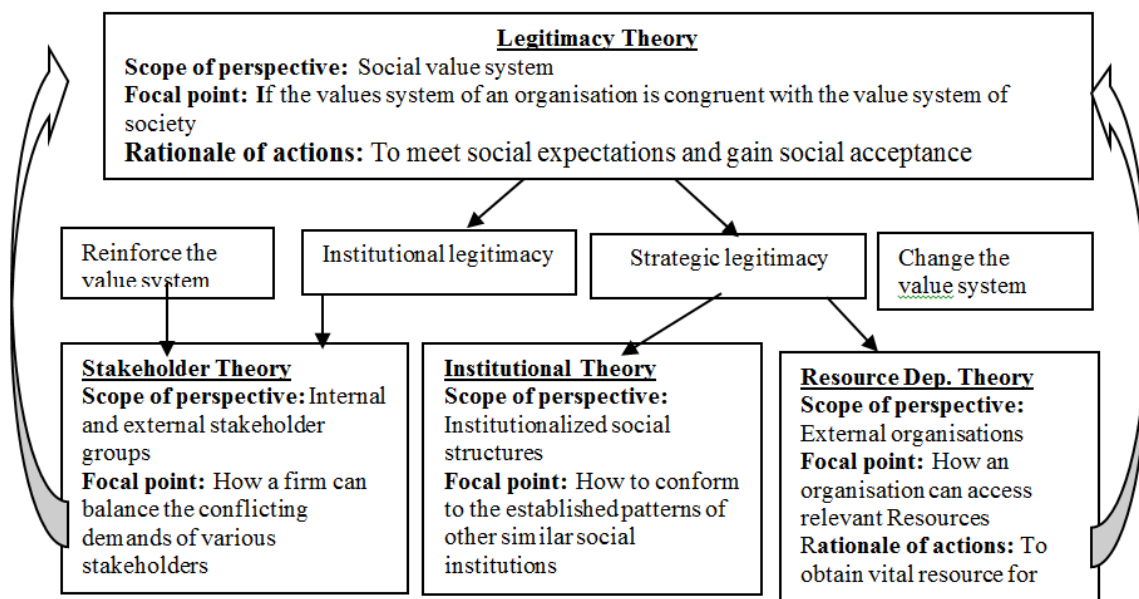 Legitimacy Theory
Scope of perspective: Social value system
Focal point: If the values system of an organisation is congruent with the value system of
society
Rationale of actions: To meet social expectations and gain social acceptance
Reinforce the
value system
Institutional legitimacy
Strategic legitimacy
Change the
value system
Stakeholder Theory
Scope of perspective: Internal
and external stakeholder
groups
Focal point: How a firm can
balance the conflicting
demands of various
stakeholders
Institutional Theory
Scope of perspective:
Institutionalized social
structures
Focal point: How to conform
to the established patterns of
other similar social
institutions
Resource Dep. Theory
Scope of perspective:
External organisations
Focal point: How an
organisation can access
relevant Resources
Rationale of actions: To
obtain vital resource for